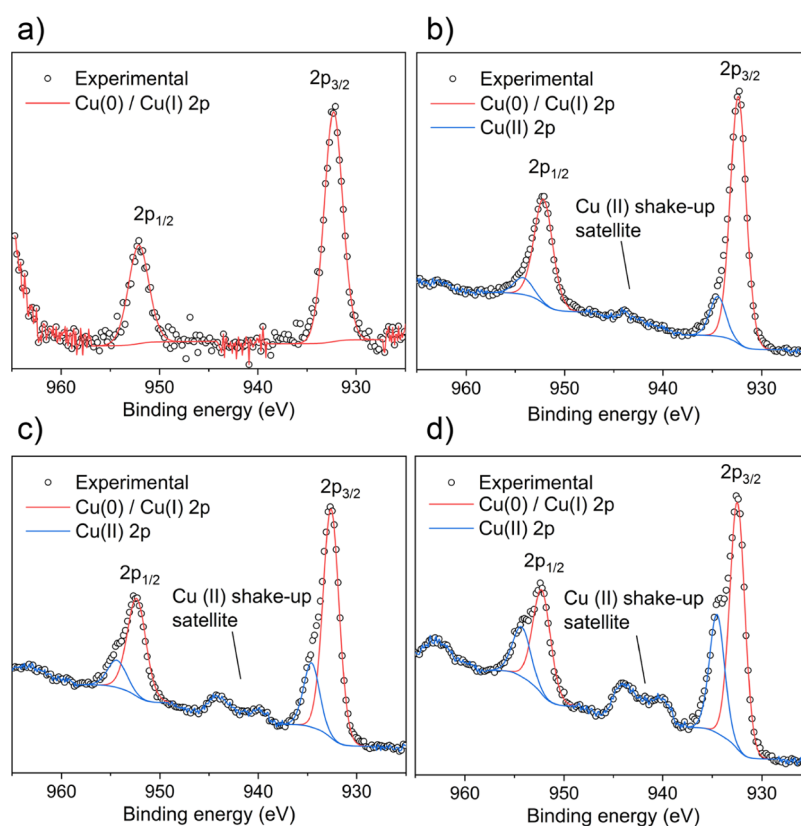 a)
Experimental
Cu(0) / Cu(I) 2p
2p3/2
2p1/2
960 950 940 930
Binding energy (eV)
b)
Experimental
Cu(0) / Cu(I) 2p
Cu(II) 2p
2p3/2
2p1/2
Cu (II) shake-up
satellite
960 950 940 930
Binding energy (eV)
c)
Experimental
Cu(0) / Cu(I) 2p
Cu(II) 2p
2p3/2
2p1/2
Cu (II) shake-up
satellite
960 950 940 930
Binding energy (eV)
d)
Experimental
Cu(0) / Cu(I) 2p
Cu(II) 2p
2p3/2
2p1/2
Cu (II) shake-up
satellite
960 950 940 930
Binding energy (eV)